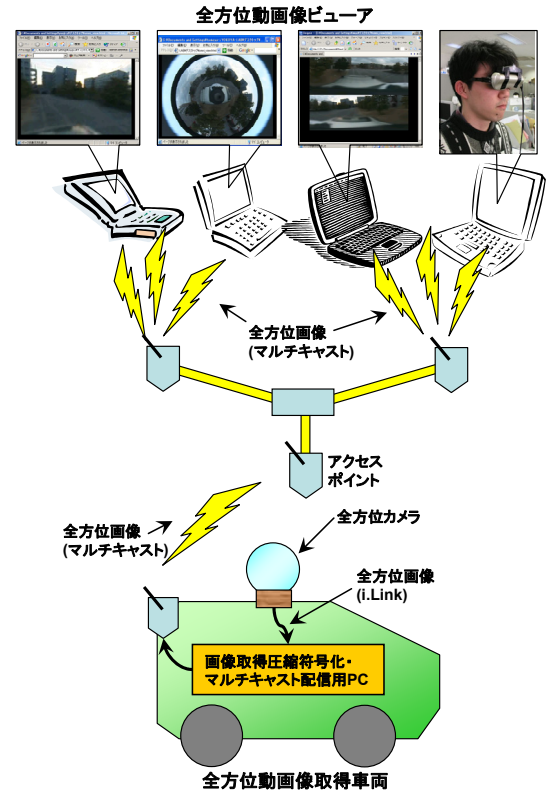 全方位動画像ビューア
全方位画像
(マルチキャスト)
アクセス
ポイント
全方位画像
(マルチキャスト)
全方位カメラ
全方位画像
(i.Link)
画像取得圧縮符号化・
マルチキャスト配信用PC
全方位動画像取得車両